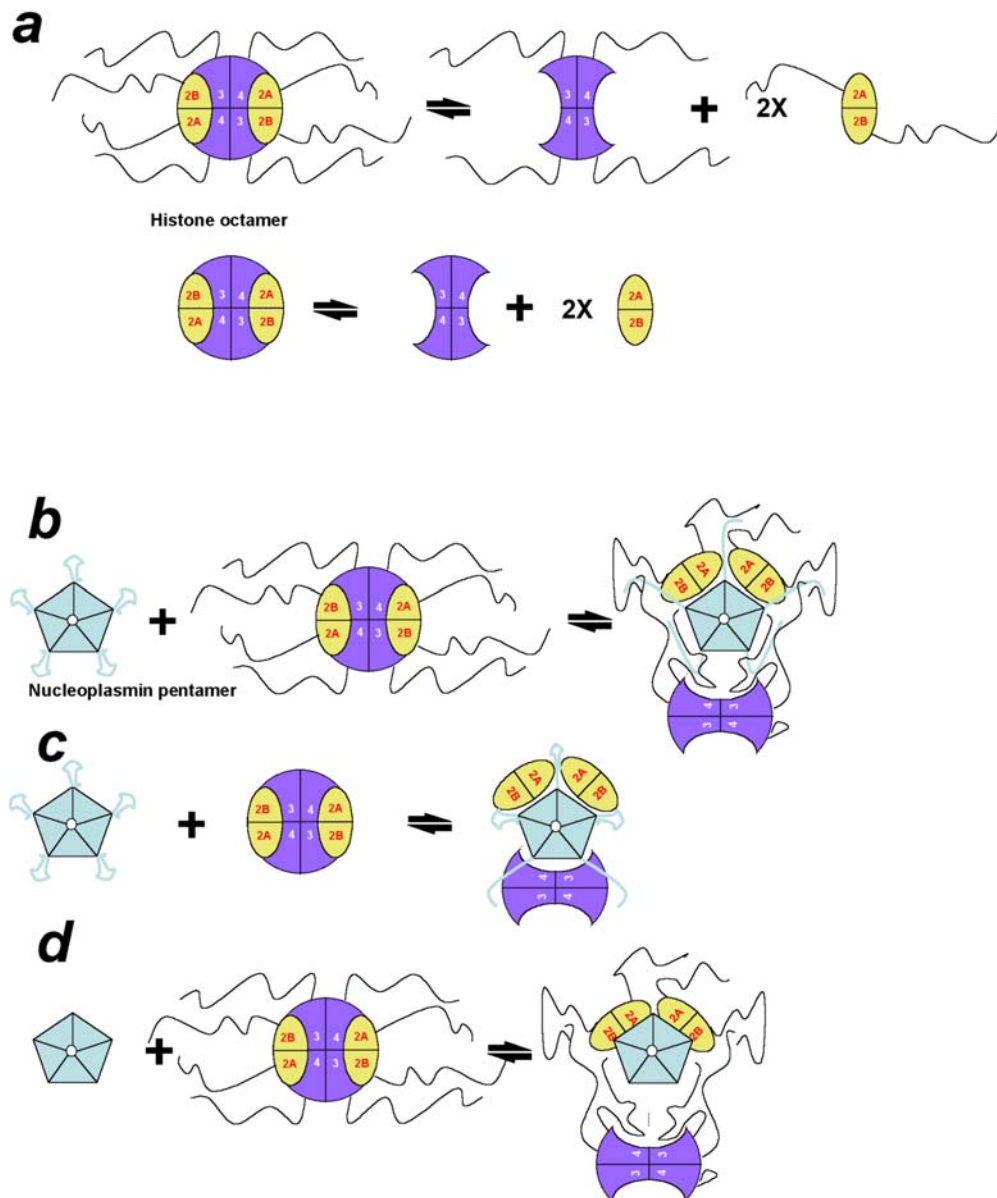 a
2B 3 4 2A
2A 4 3 2B
3 4
4 3
+ 2X
2A
2B
Histone octamer
2B 3 4 2A
2A 4 3 2B
3 4
4 3
+ 2X
2A
2B
b
+
2B 3 4 2A
2A 4 3 2B
2B 2A 2A 2B
4 3
3 4
Nucleoplasmin pentamer
c
+
2B 3 4 2A
2A 4 3 2B
2B 2A 2A 2B
4 3
3 4
d
+
2B 3 4 2A
2A 4 3 2B
2B 2A 2A 2B
4 3
3 4